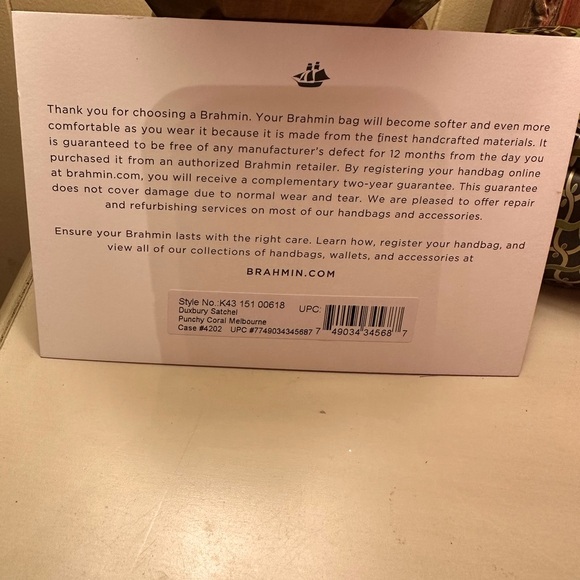 Thank you for choosing a Brahmin. Your Brahmin bag will become softer and even more
comfortable as you wear it because it is made from the finest handcrafted materials. It
is guaranteed to be free of any manufacturer's defect for 12 months from the day you
purchased it from an authorized Brahmin retailer. By registering your handbag online
at brahmin.com, you will receive a complementary two-year guarantee. This guarantee
does not cover damage due to normal wear and tear. We are pleased to offer repair
and refurbishing services on most of our handbags and accessories.
Ensure your Brahmin lasts with the right care. Learn how, register your handbag, and
view all of our collections of handbags, wallets, and accessories at
BRAHMIN.COM
Style No.:K43 151 00618 UPC:
Duxbury Satchel
Punchy Coral Melbourne
Case #4202 UPC #7749034345687 7 49034 34568 7